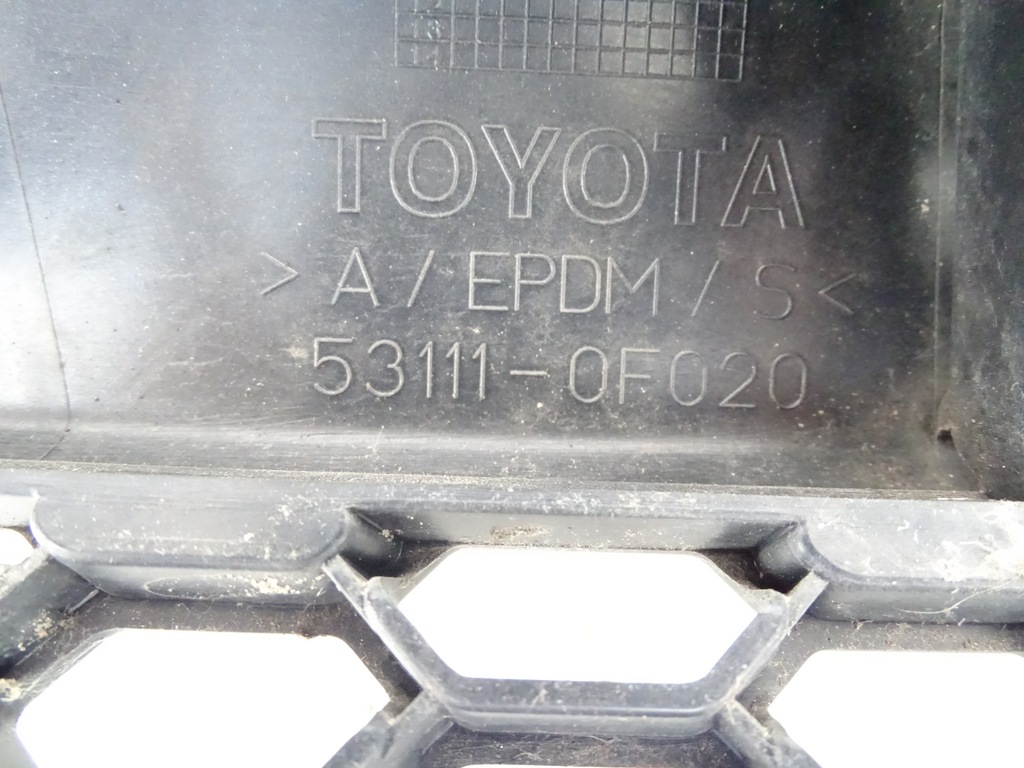 TOYOTA
> A / EPDM / S <
53111-0F020